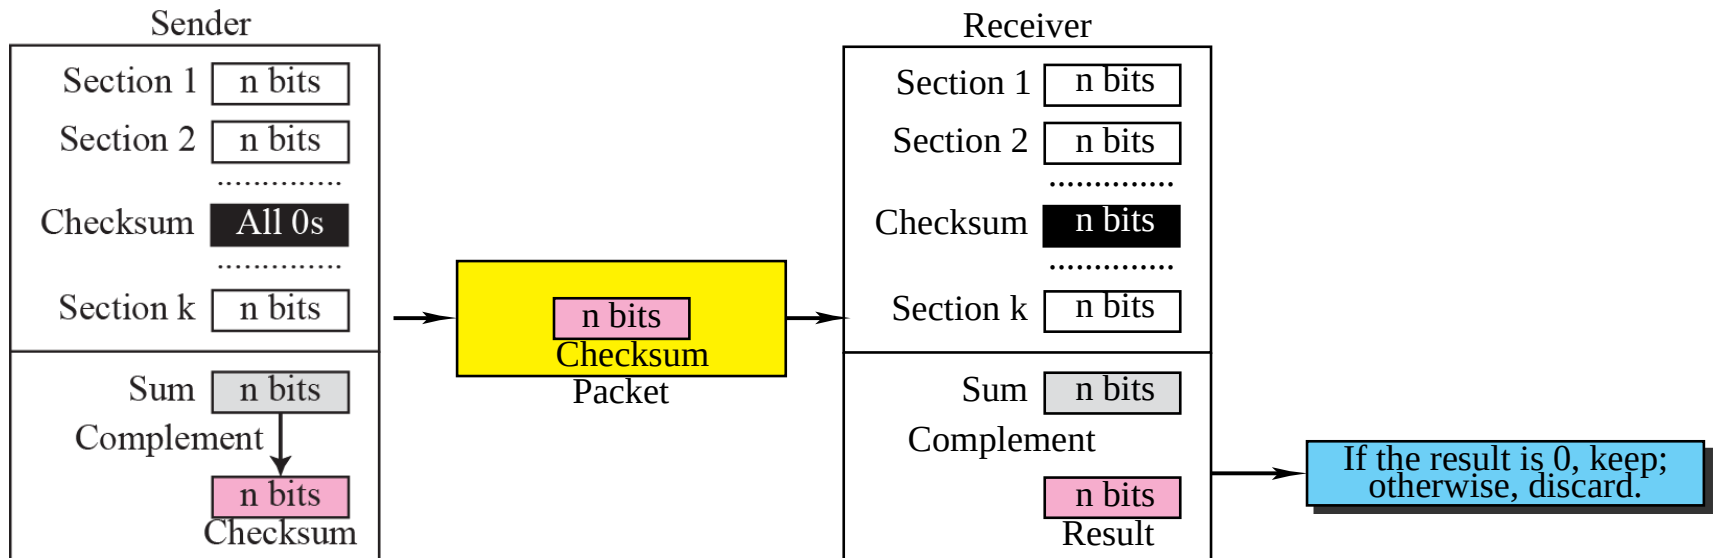 Sender
Section 1 n bits
Section 2 n bits
..............
Checksum All 0s
..............
Section k n bits
Sum n bits
Complement
n bits
Checksum
n bits
Checksum
Packet
Receiver
Section 1 n bits
Section 2 n bits
..............
Checksum n bits
..............
Section k n bits
Sum n bits
Complement
n bits
Result
If the result is 0, keep;
otherwise, discard.